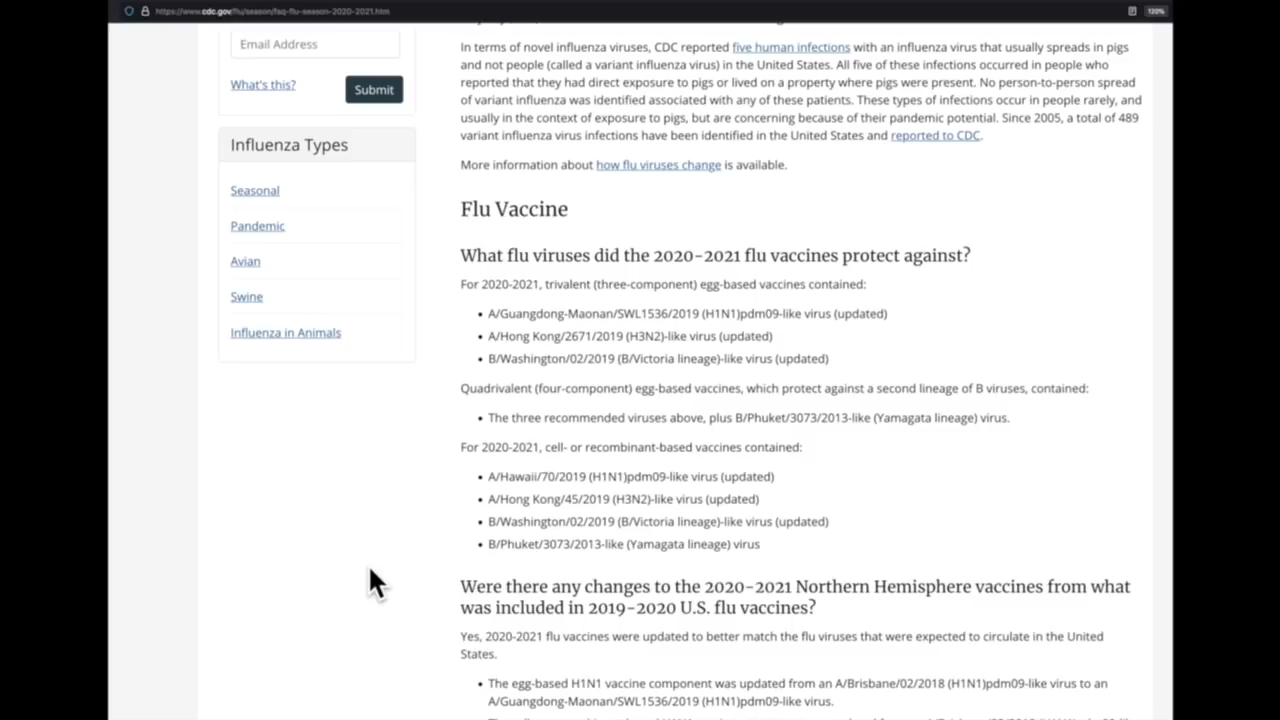 https://www.cdc.gov/flu/season/faq-flu-season-2020-2021.htm
120%
Email Address
What's this?
Submit
Influenza Types
Seasonal
Pandemic
Avian
Swine
Influenza in Animals
In terms of novel influenza viruses, CDC reported five human infections with an influenza virus that usually spreads in pigs
and not people (called a variant influenza virus) in the United States. All five of these infections occurred in people who
reported that they had direct exposure to pigs or lived on a property where pigs were present. No person-to-person spread
of variant influenza was identified associated with any of these patients. These types of infections occur in people rarely, and
usually in the context of exposure to pigs, but are concerning because of their pandemic potential. Since 2005, a total of 489
variant influenza virus infections have been identified in the United States and reported to CDC.
More information about how flu viruses change is available.
Flu Vaccine
What flu viruses did the 2020-2021 flu vaccines protect against?
For 2020-2021, trivalent (three-component) egg-based vaccines contained:
• A/Guangdong-Maonan/SWL1536/2019 (H1N1)pdm09-like virus (updated)
• A/Hong Kong/2671/2019 (H3N2)-like virus (updated)
• B/Washington/02/2019 (B/Victoria lineage)-like virus (updated)
Quadrivalent (four-component) egg-based vaccines, which protect against a second lineage of B viruses, contained:
• The three recommended viruses above, plus B/Phuket/3073/2013-like (Yamagata lineage) virus.
For 2020-2021, cell- or recombinant-based vaccines contained:
• A/Hawaii/70/2019 (H1N1)pdm09-like virus (updated)
• A/Hong Kong/45/2019 (H3N2)-like virus (updated)
• B/Washington/02/2019 (B/Victoria lineage)-like virus (updated)
• B/Phuket/3073/2013-like (Yamagata lineage) virus
Were there any changes to the 2020-2021 Northern Hemisphere vaccines from what
was included in 2019-2020 U.S. flu vaccines?
Yes, 2020-2021 flu vaccines were updated to better match the flu viruses that were expected to circulate in the United
States.
• The egg-based H1N1 vaccine component was updated from an A/Brisbane/02/2018 (H1N1)pdm09-like virus to an
A/Guangdong-Maonan/SWL1536/2019 (H1N1)pdm09-like virus.